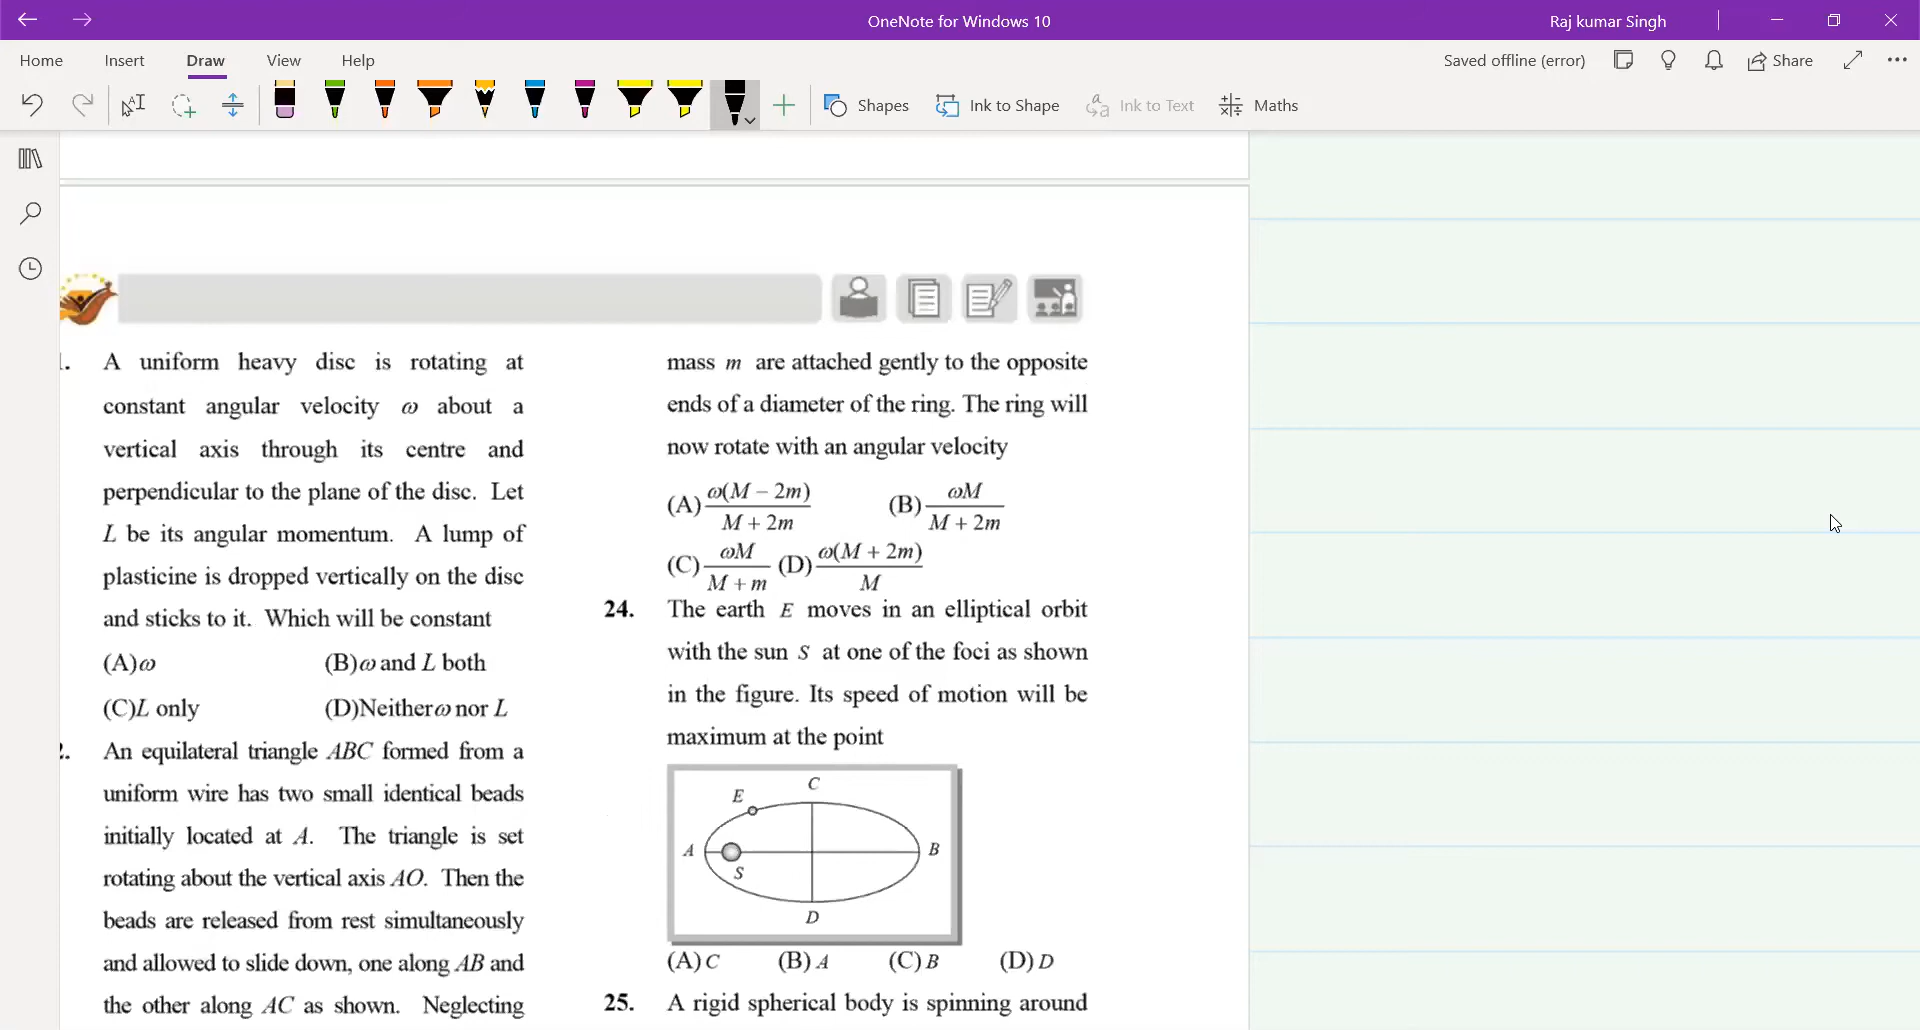 OneNote for Windows 10
Raj kumar Singh
Home Insert Draw View Help
Saved offline (error)
Share
Shapes
Ink to Shape
Ink to Text
Maths
1. A uniform heavy disc is rotating at
constant angular velocity ω about a
vertical axis through its centre and
perpendicular to the plane of the disc. Let
L be its angular momentum. A lump of
plasticine is dropped vertically on the disc
and sticks to it. Which will be constant
(A)ω (B)ω and L both
(C)L only (D)Neither ω nor L
2. An equilateral triangle ABC formed from a
uniform wire has two small identical beads
initially located at A. The triangle is set
rotating about the vertical axis AO. Then the
beads are released from rest simultaneously
and allowed to slide down, one along AB and
the other along AC as shown. Neglecting
mass m are attached gently to the opposite
ends of a diameter of the ring. The ring will
now rotate with an angular velocity
(A) ω(M – 2m) / M + 2m (B) ωM / M + 2m
(C) ωM / M + m (D) ω(M + 2m) / M
24. The earth E moves in an elliptical orbit
with the sun S at one of the foci as shown
in the figure. Its speed of motion will be
maximum at the point
C
E
A
B
S
D
(A) C (B) A (C) B (D) D
25. A rigid spherical body is spinning around